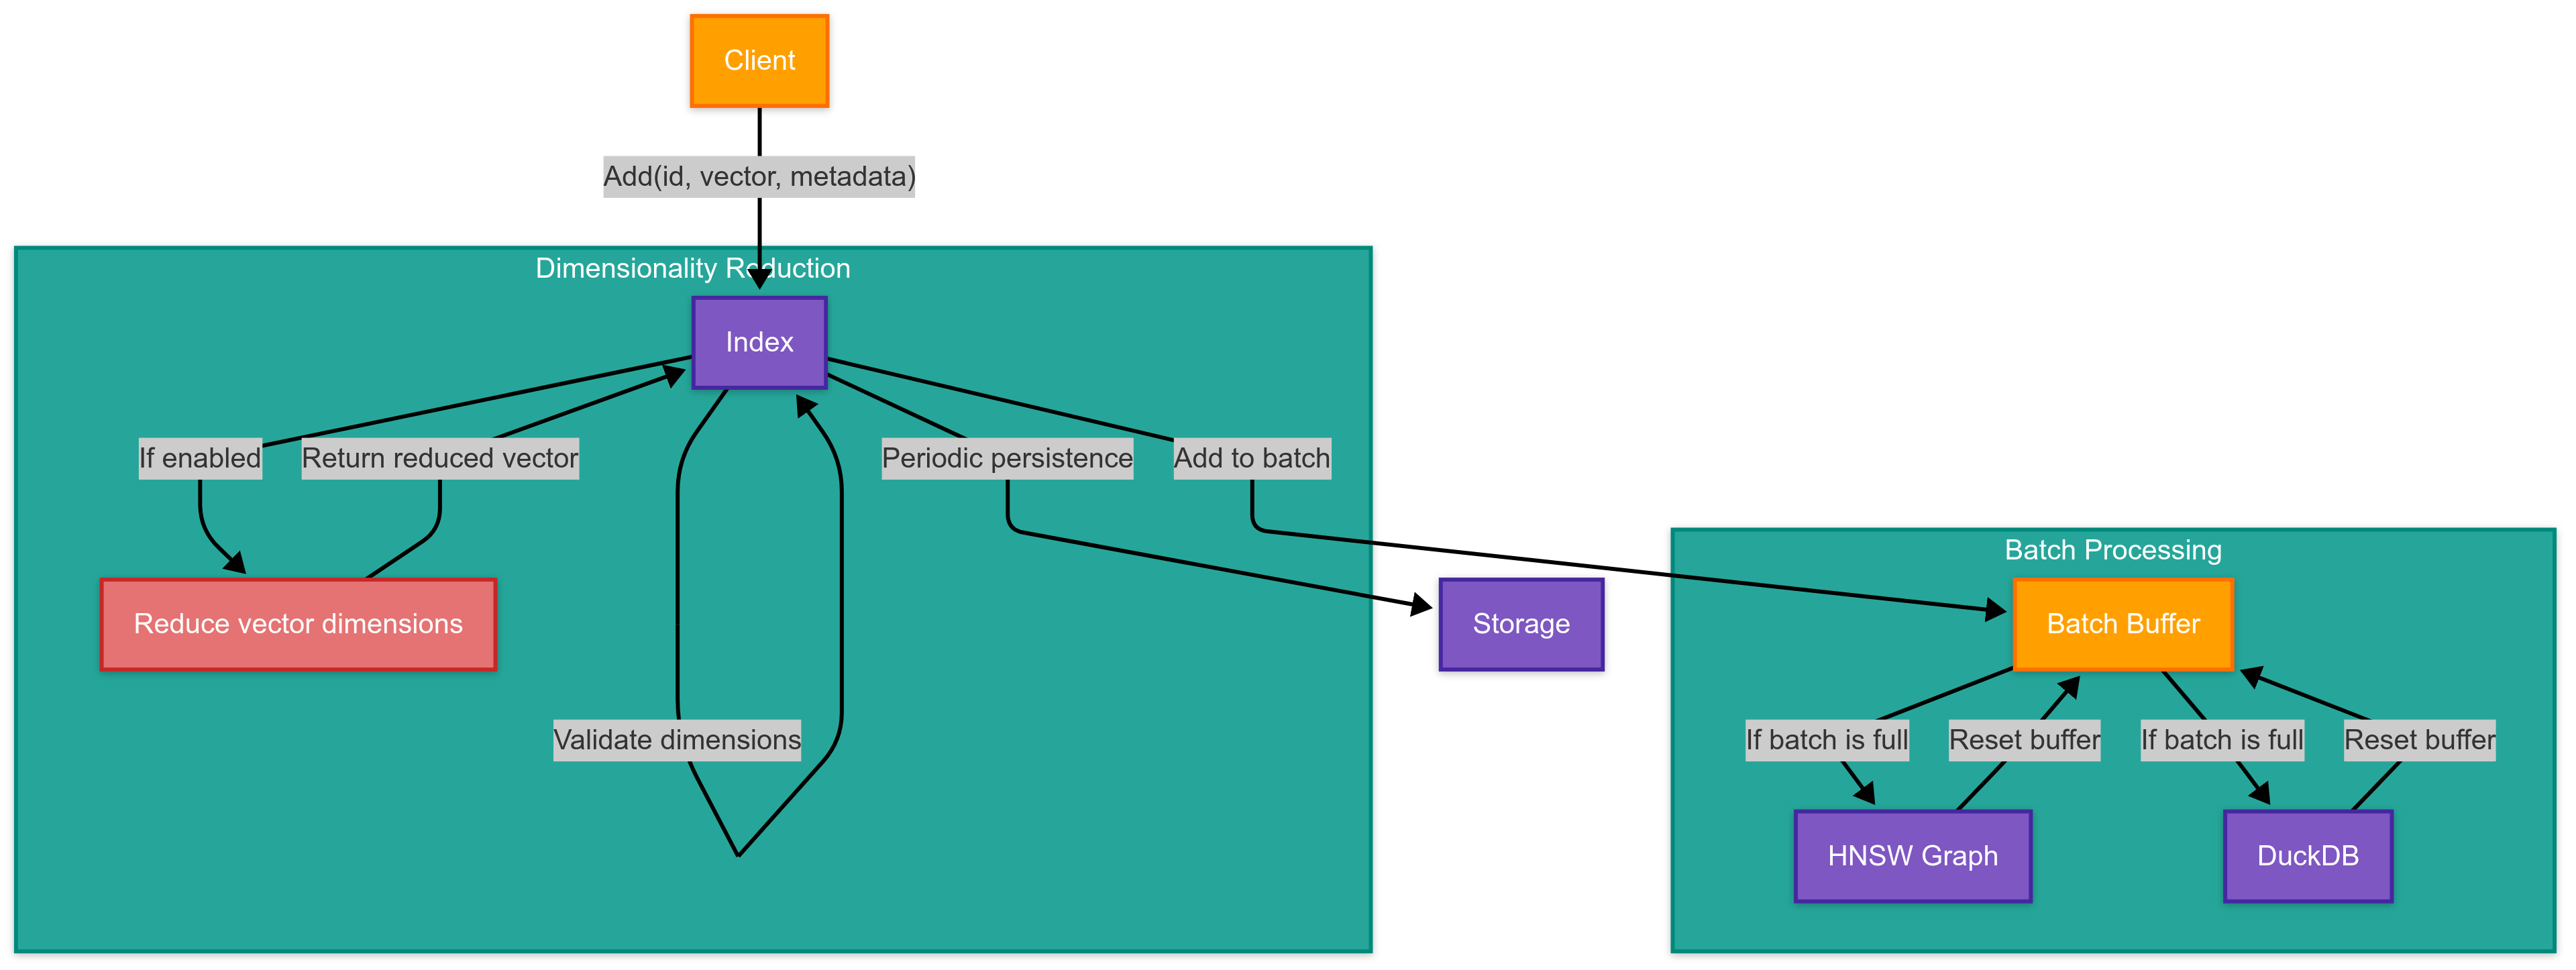 Client
Add(id, vector, metadata)
Dimensionality Reduction
Index
If enabled
Return reduced vector
Periodic persistence
Add to batch
Reduce vector dimensions
Validate dimensions
Storage
Batch Processing
Batch Buffer
If batch is full
Reset buffer
If batch is full
Reset buffer
HNSW Graph
DuckDB